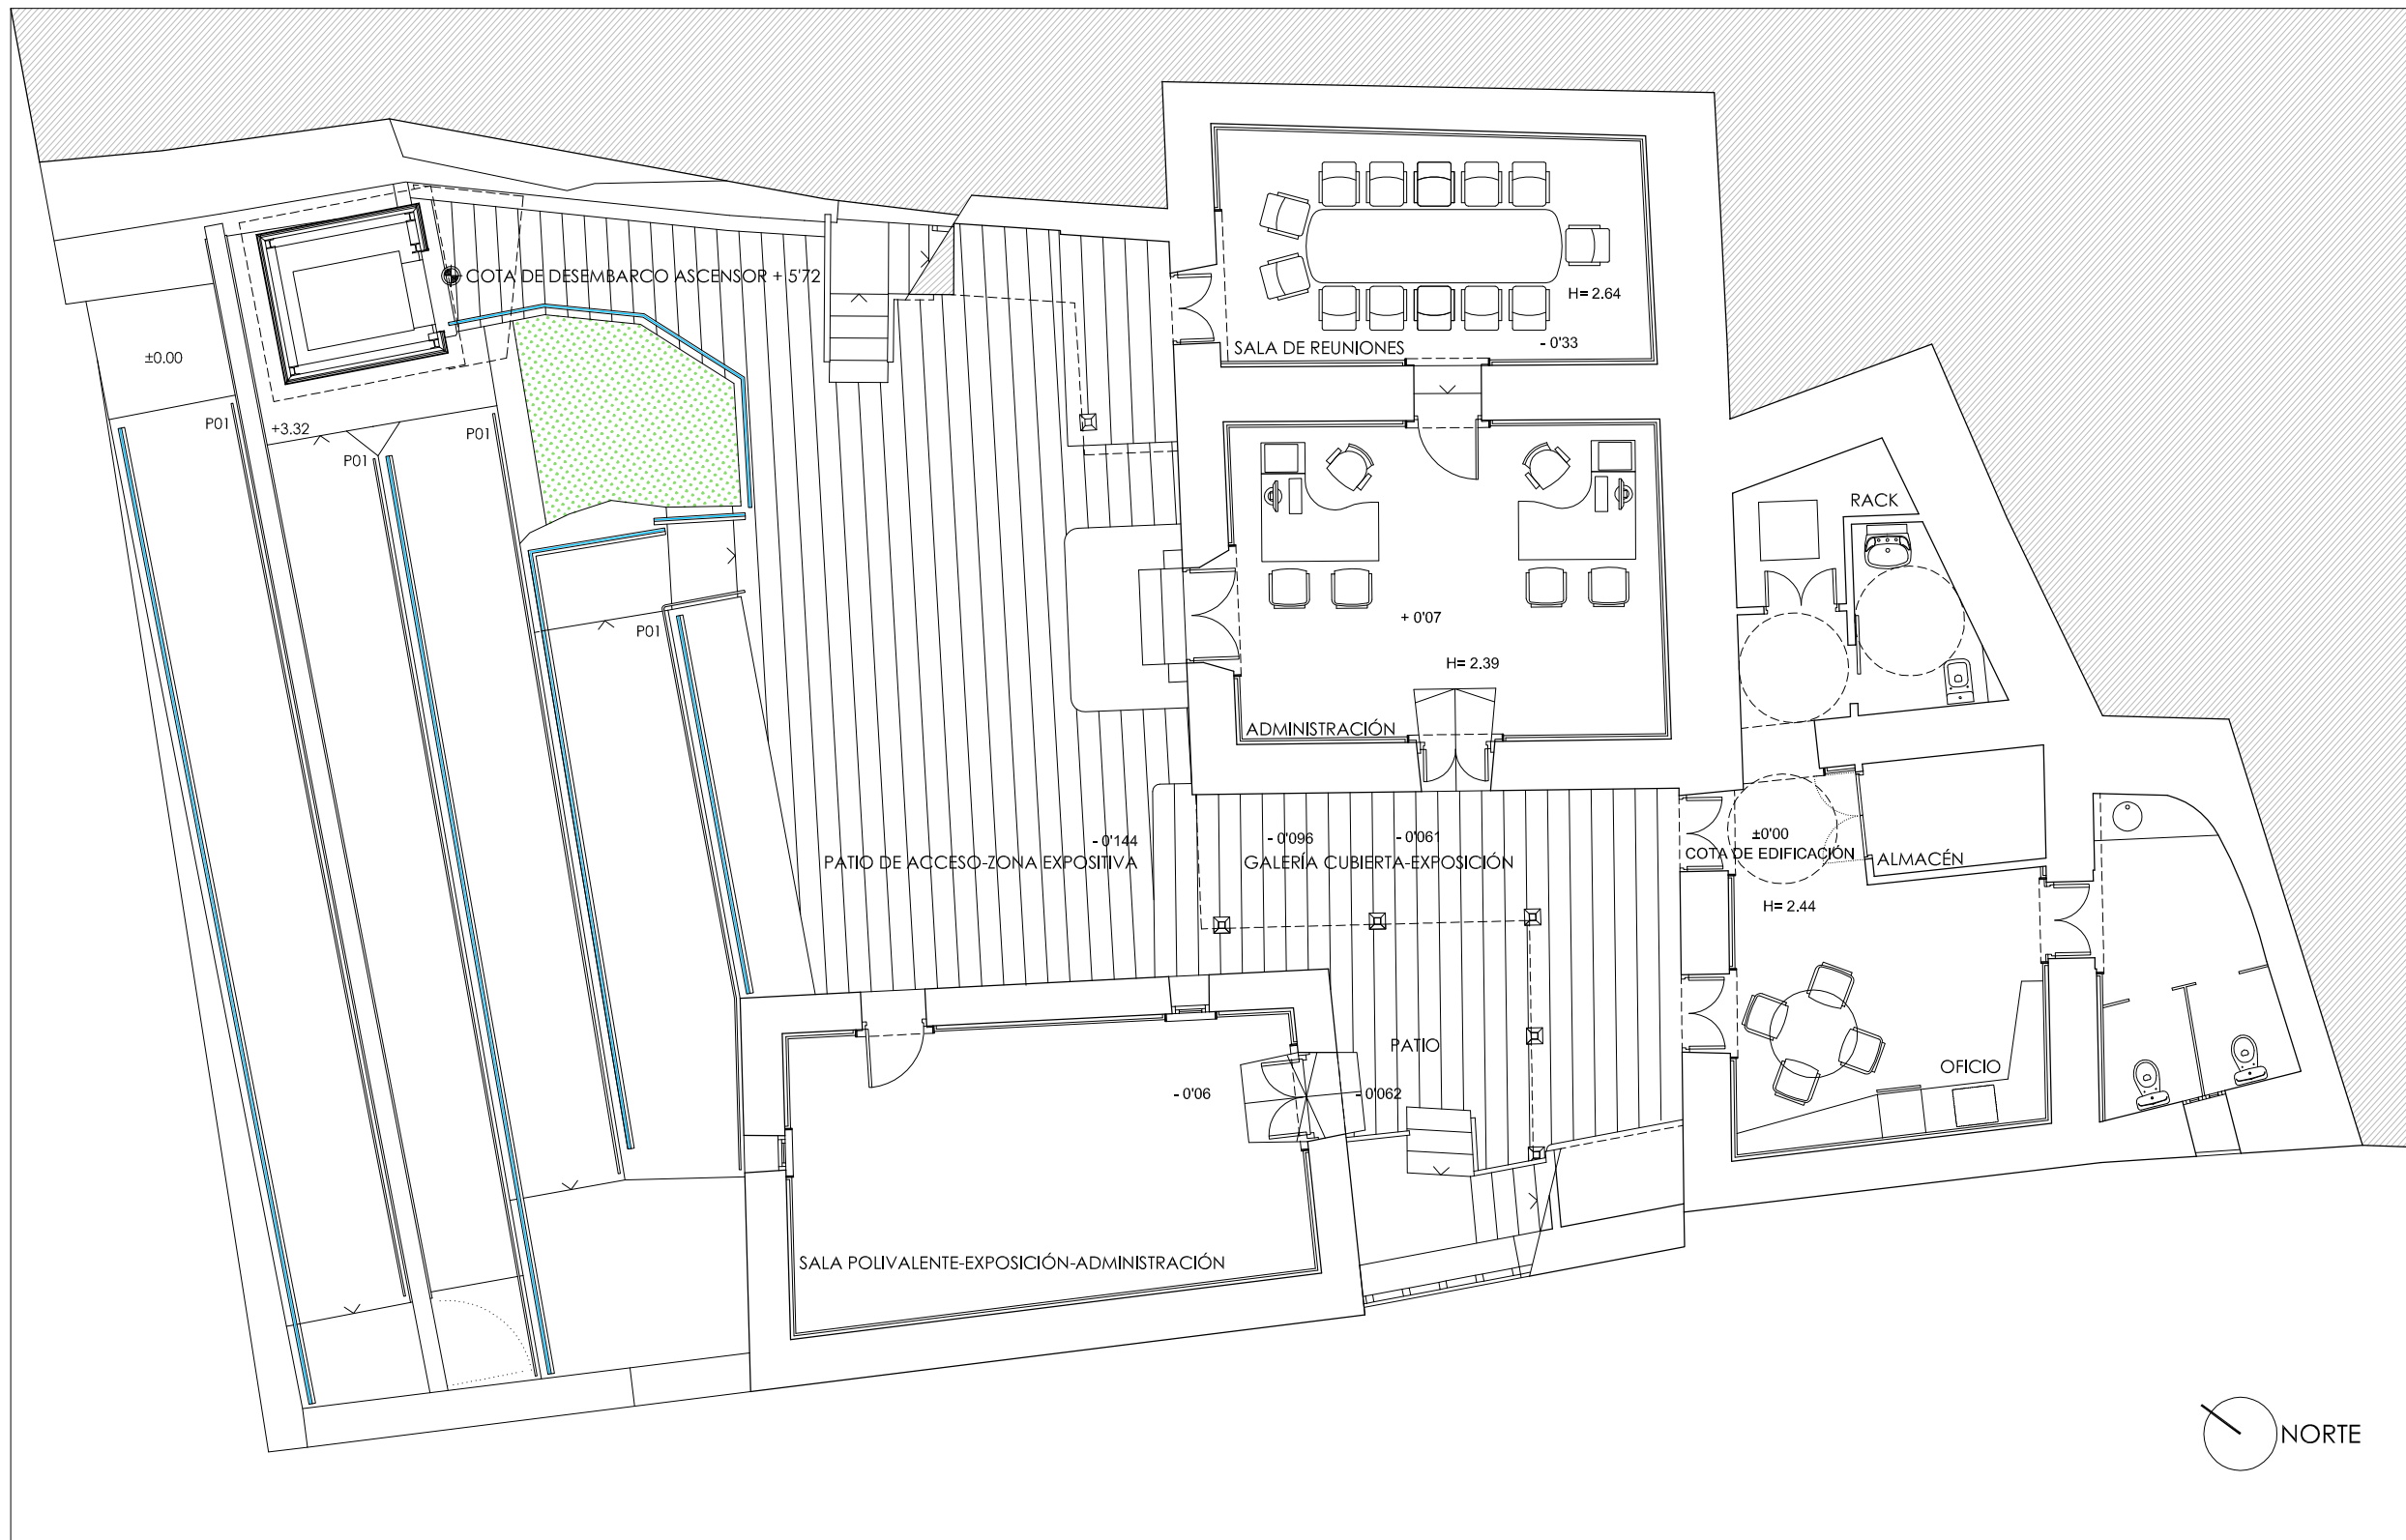 COTA DE DESEMBARCO ASCENSOR + 5'72
H= 2.64
SALA DE REUNIONES
- 0'33
±0.00
P01
+3.32
P01
P01
RACK
+ 0'07
P01
H= 2.39
ADMINISTRACIÓN
- 0'144
- 0'096
- 0'061
±0'00
PATIO DE ACCESO-ZONA EXPOSITIVA
GALERÍA CUBIERTA-EXPOSICIÓN
COTA DE EDIFICACIÓN
ALMACÉN
H= 2.44
PATIO
OFICIO
- 0'06
- 0'062
SALA POLIVALENTE-EXPOSICIÓN-ADMINISTRACIÓN
NORTE